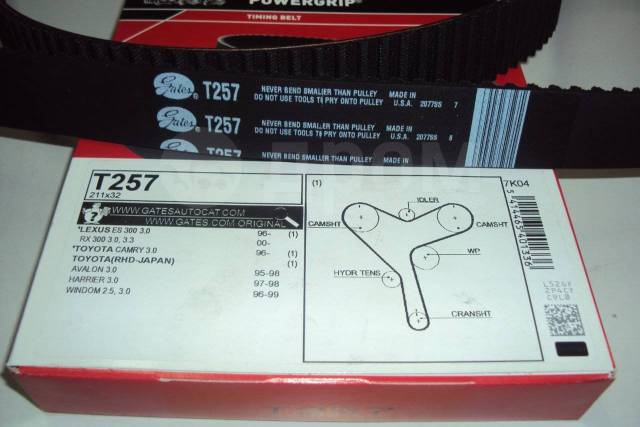 POWERGRIP
TIMING BELT
Gates T257 NEVER BEND SMALLER THAN PULLEY MADE IN
DO NOT USE TOOLS TO PRY ONTO PULLEY U.S.A. 207795 7
Gates T257 NEVER BEND SMALLER THAN PULLEY MADE IN
DO NOT USE TOOLS TO PRY ONTO PULLEY U.S.A. 207795 8
T257 NEVER BEND SMALLER THAN PULLEY MADE IN
T257
211x32
WWW.GATESAUTOCAT.COM
WWW.GATES.COM ORIGINAL
*LEXUS ES 300 3.0 96- (1)
RX 300 3.0, 3.3 00-
*TOYOTA CAMRY 3.0 96- (1)
TOYOTA(RHD-JAPAN) (1)
AVALON 3.0 95-98
HARRIER 3.0 97-98
WINDOM 2.5, 3.0 96-99
(1)
IDLER
CAMSHT
CAMSHT
WP
HYDR TENS
CRANSHT
7K04
5414465401336